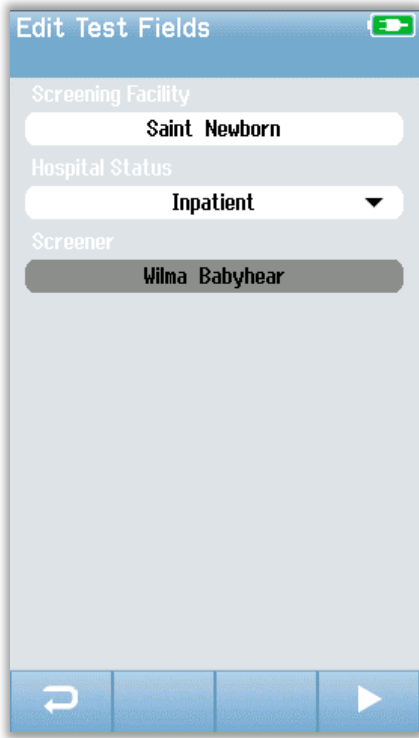 Edit Test Fields
Screening Facility
Saint Newborn
Hospital Status
Inpatient
Screener
Wilma Babyhear